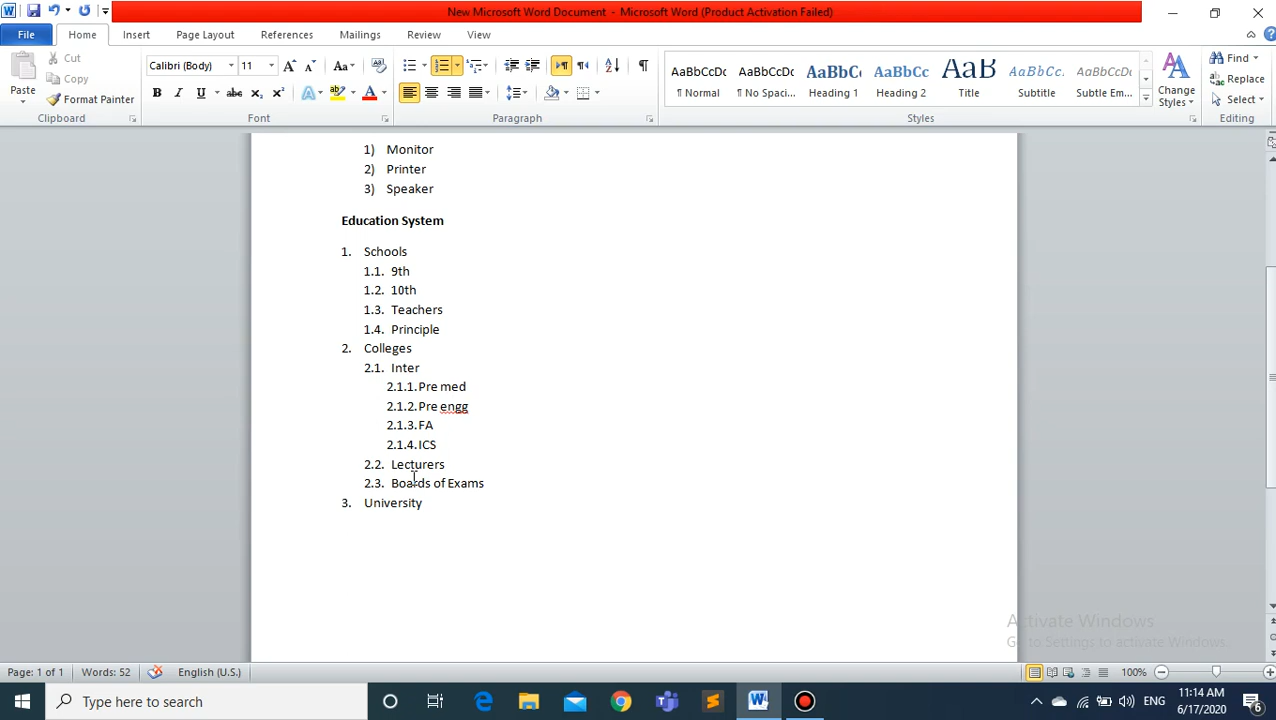 New Microsoft Word Document - Microsoft Word (Product Activation Failed)
File Home Insert Page Layout References Mailings Review View
Cut
Copy
Format Painter
Paste
Calibri (Body) 11
AaBbCcDc AaBbCcDc AaBbC AaBbCc AaB AaBbCc. AaBbCcDc
¶ Normal ¶ No Spaci... Heading 1 Heading 2 Title Subtitle Subtle Em...
Change Styles
Find
Replace
Select
Clipboard Font Paragraph Styles Editing
1) Monitor
2) Printer
3) Speaker
Education System
1. Schools
1.1. 9th
1.2. 10th
1.3. Teachers
1.4. Principle
2. Colleges
2.1. Inter
2.1.1. Pre med
2.1.2. Pre engg
2.1.3. FA
2.1.4. ICS
2.2. Lecturers
2.3. Boards of Exams
3. University
Activate Windows
Go to Settings to activate Windows.
Page: 1 of 1 Words: 52 English (U.S.) 100%
Type here to search
ENG
11:14 AM
6/17/2020
6